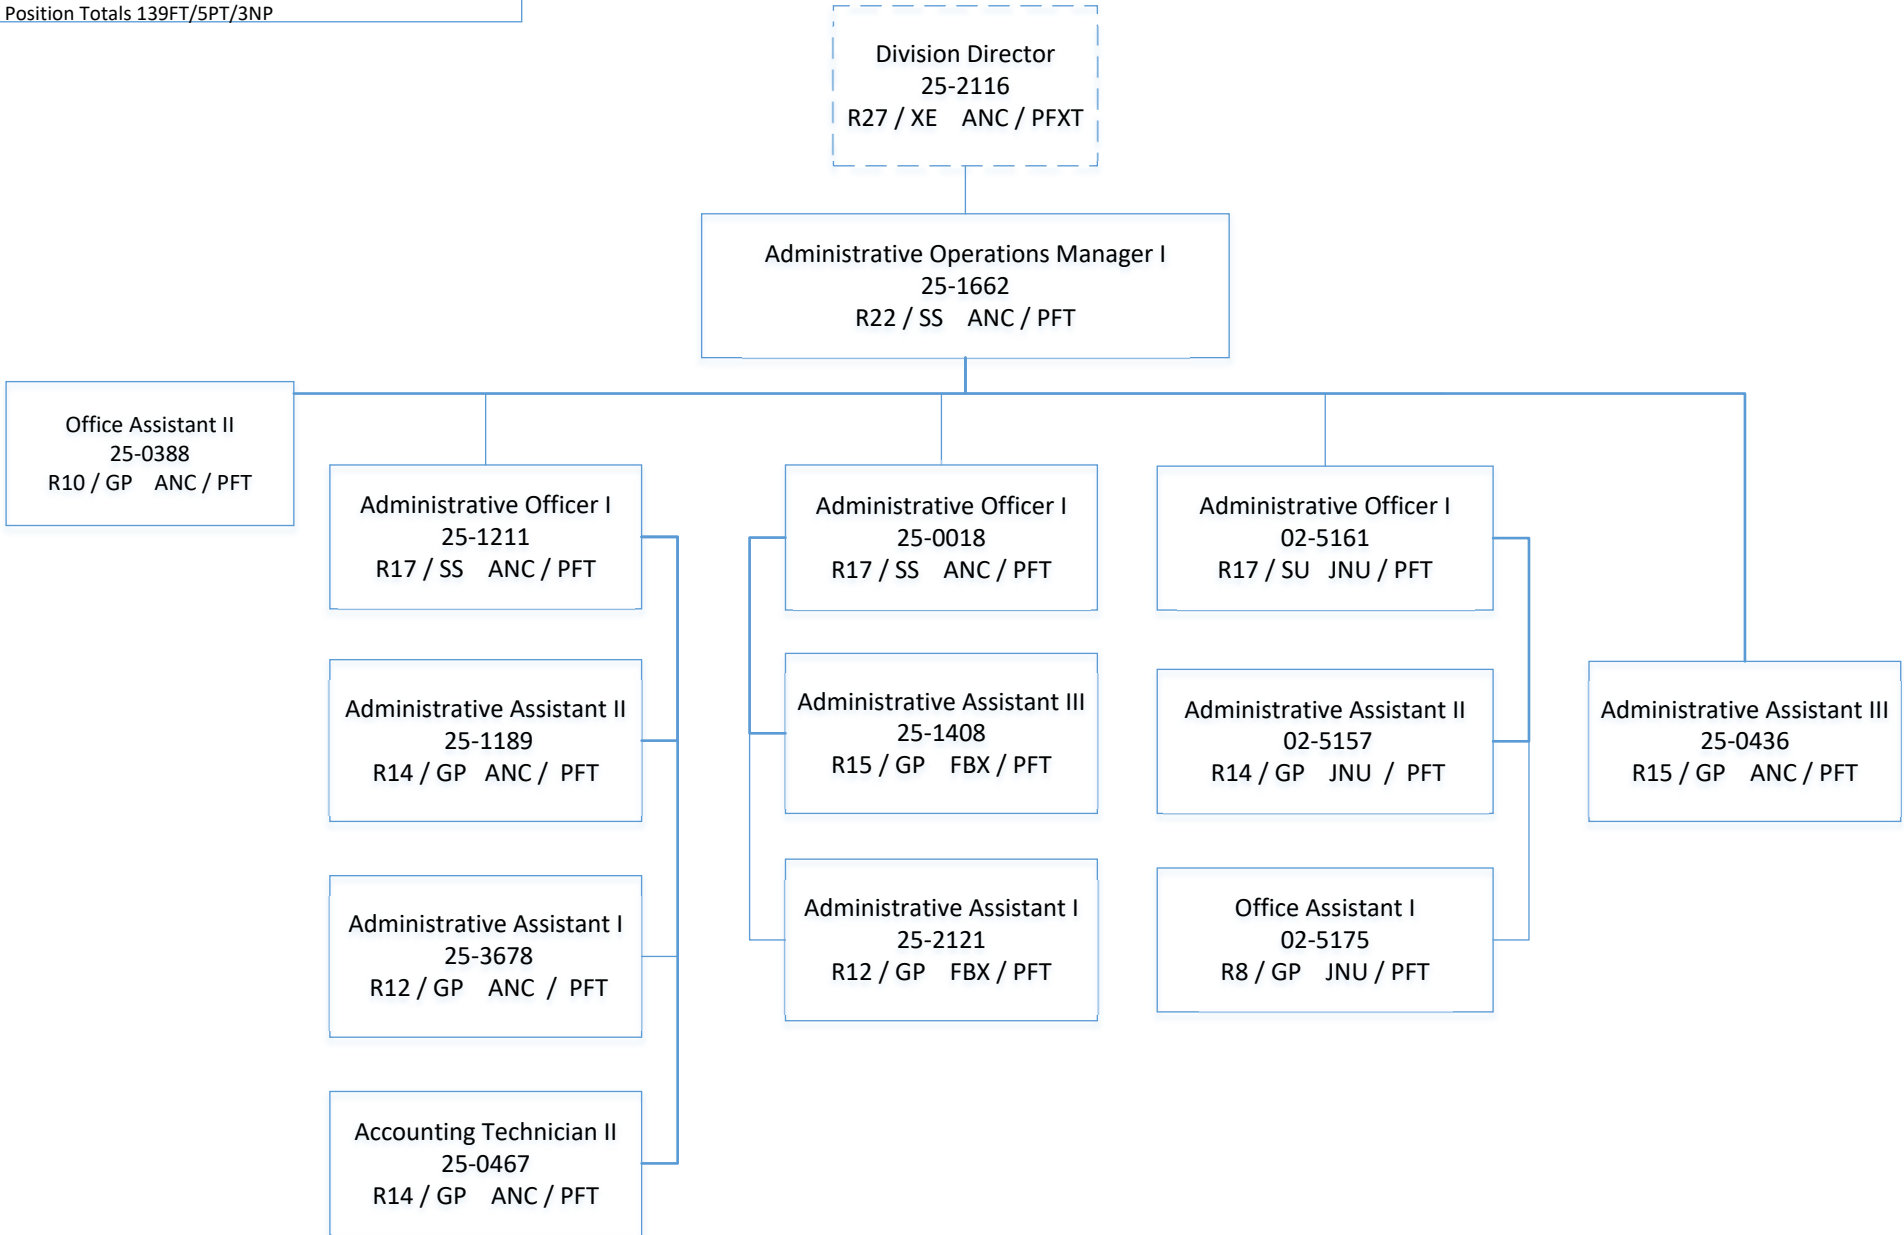 Position Totals 139FT/5PT/3NP
Division Director
25-2116
R27 / XE ANC / PFXT
Administrative Operations Manager I
25-1662
R22 / SS ANC / PFT
Office Assistant II
25-0388
R10 / GP ANC / PFT
Administrative Officer I
25-1211
R17 / SS ANC / PFT
Administrative Assistant II
25-1189
R14 / GP ANC / PFT
Administrative Assistant I
25-3678
R12 / GP ANC / PFT
Accounting Technician II
25-0467
R14 / GP ANC / PFT
Administrative Officer I
25-0018
R17 / SS ANC / PFT
Administrative Assistant III
25-1408
R15 / GP FBX / PFT
Administrative Assistant I
25-2121
R12 / GP FBX / PFT
Administrative Officer I
02-5161
R17 / SU JNU / PFT
Administrative Assistant II
02-5157
R14 / GP JNU / PFT
Office Assistant I
02-5175
R8 / GP JNU / PFT
Administrative Assistant III
25-0436
R15 / GP ANC / PFT